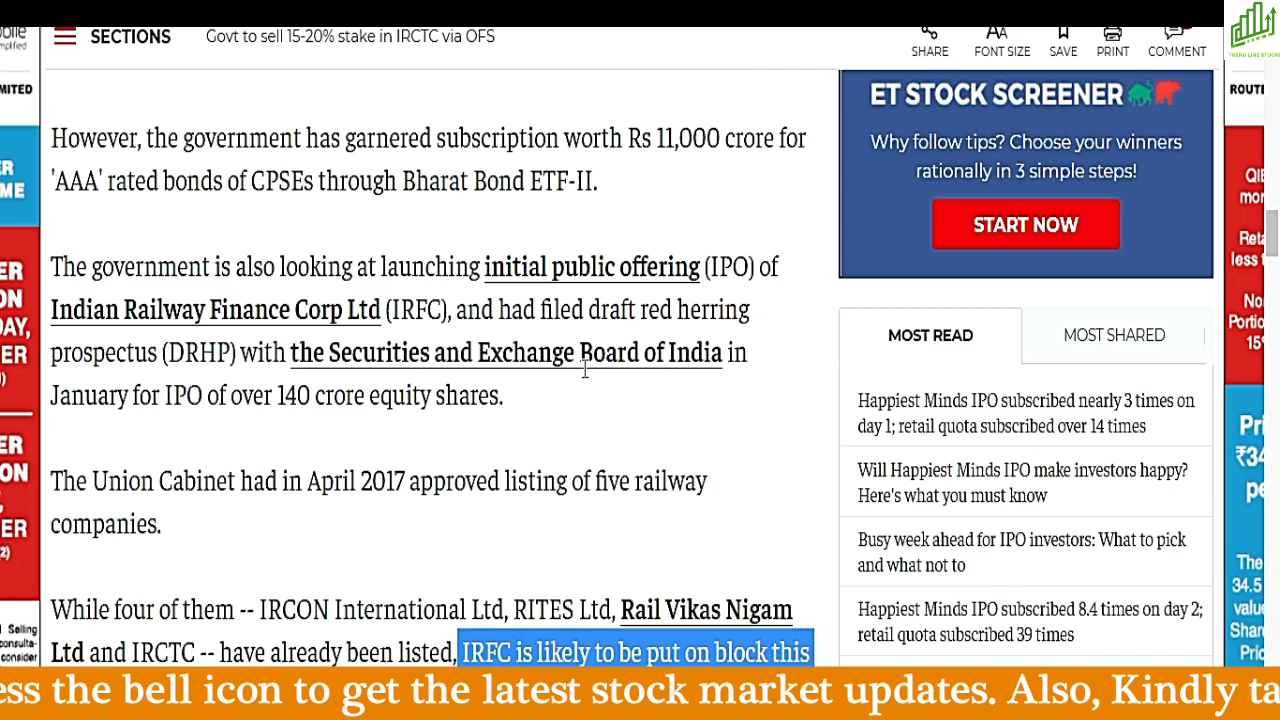 SECTIONS
Govt to sell 15-20% stake in IRCTC via OFS
SHARE
FONT SIZE
SAVE
PRINT
COMMENT
TREND LINE STOCKS
However, the government has garnered subscription worth Rs 11,000 crore for
'AAA' rated bonds of CPSEs through Bharat Bond ETF-II.
The government is also looking at launching initial public offering (IPO) of
Indian Railway Finance Corp Ltd (IRFC), and had filed draft red herring
prospectus (DRHP) with the Securities and Exchange Board of India in
January for IPO of over 140 crore equity shares.
The Union Cabinet had in April 2017 approved listing of five railway
companies.
While four of them -- IRCON International Ltd, RITES Ltd, Rail Vikas Nigam
Ltd and IRCTC -- have already been listed, IRFC is likely to be put on block this
ET STOCK SCREENER
Why follow tips? Choose your winners
rationally in 3 simple steps!
START NOW
MOST READ
MOST SHARED
Happiest Minds IPO subscribed nearly 3 times on
day 1; retail quota subscribed over 14 times
Will Happiest Minds IPO make investors happy?
Here's what you must know
Busy week ahead for IPO investors: What to pick
and what not to
Happiest Minds IPO subscribed 8.4 times on day 2;
retail quota subscribed 39 times
ess the bell icon to get the latest stock market updates. Also, Kindly ta